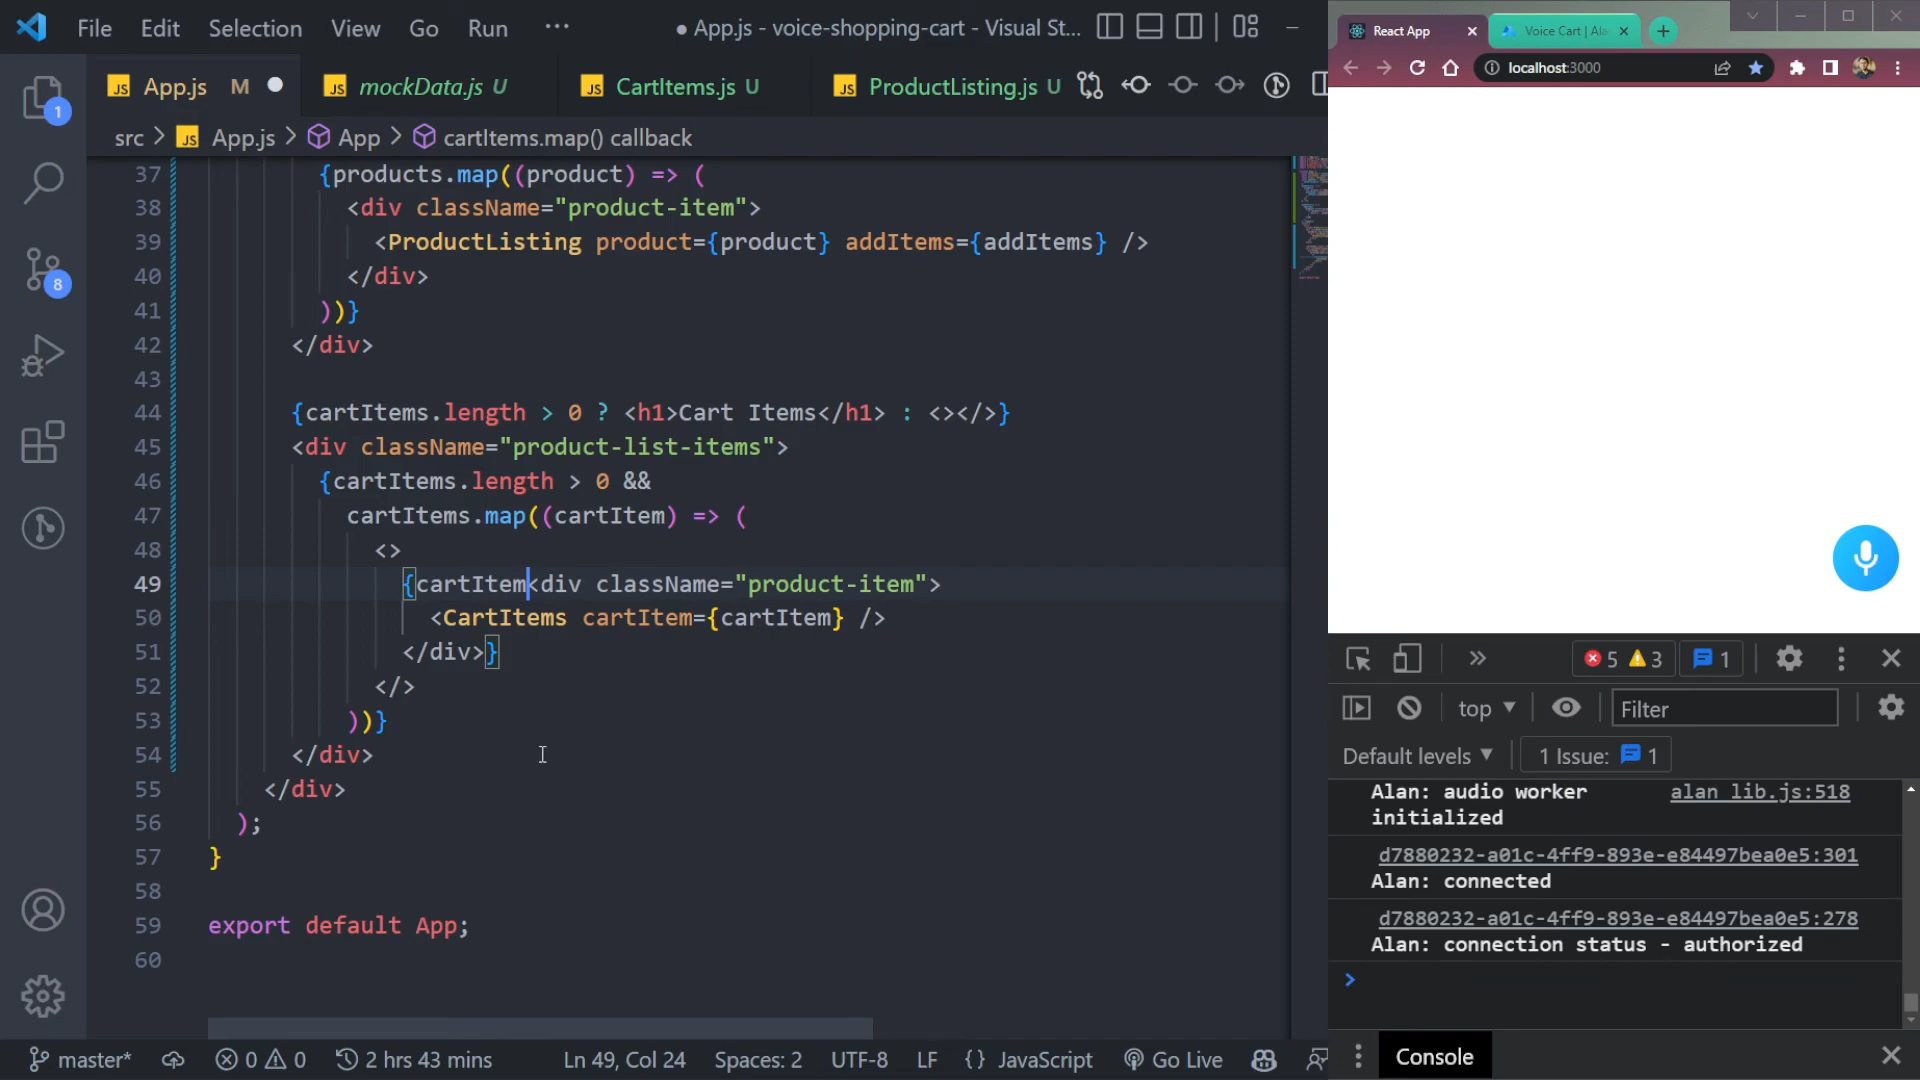 File Edit Selection View Go Run ··· ● App.js - voice-shopping-cart - Visual St...
App.js M mockData.js U CartItems.js U ProductListing.js U
src > App.js > App > cartItems.map() callback
37 {products.map((product) => (
38 <div className="product-item">
39 <ProductListing product={product} addItems={addItems} />
40 </div>
41 ))}
42 </div>
43
44 {cartItems.length > 0 ? <h1>Cart Items</h1> : <></>}
45 <div className="product-list-items">
46 {cartItems.length > 0 &&
47 cartItems.map((cartItem) => (
48 <>
49 {cartItem<div className="product-item">
50 <CartItems cartItem={cartItem} />
51 </div>}
52 </>
53 ))}
54 </div>
55 </div>
56 );
57 }
58
59 export default App;
60
1
8
master* 0 0 2 hrs 43 mins Ln 49, Col 24 Spaces: 2 UTF-8 LF {} JavaScript Go Live
React App Voice Cart | Ala
localhost:3000
5 3 1
top Filter
Default levels 1 Issue: 1
Alan: audio worker initialized alan_lib.js:518
d7880232-a01c-4ff9-893e-e84497bea0e5:301
Alan: connected
d7880232-a01c-4ff9-893e-e84497bea0e5:278
Alan: connection status - authorized
>
Console